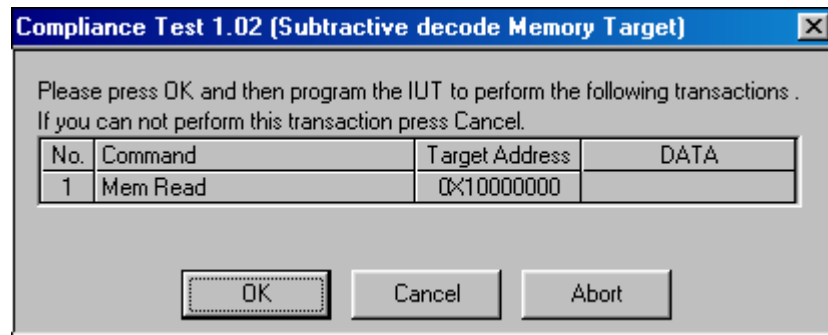 Compliance Test 1.02 (Subtractive decode Memory Target)
Please press OK and then program the IUT to perform the following transactions .
If you can not perform this transaction press Cancel.
No. Command Target Address DATA
1 Mem Read 0X10000000
OK Cancel Abort